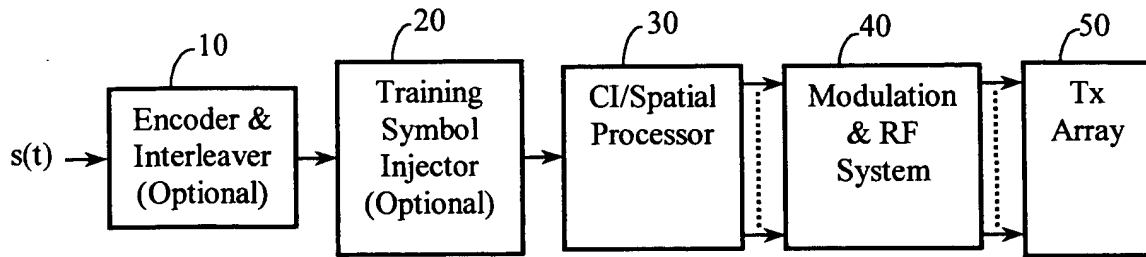 10
20
30
40
50
s(t)
Encoder &
Interleaver
(Optional)
Training
Symbol
Injector
(Optional)
CI/Spatial
Processor
Modulation
& RF
System
Tx
Array